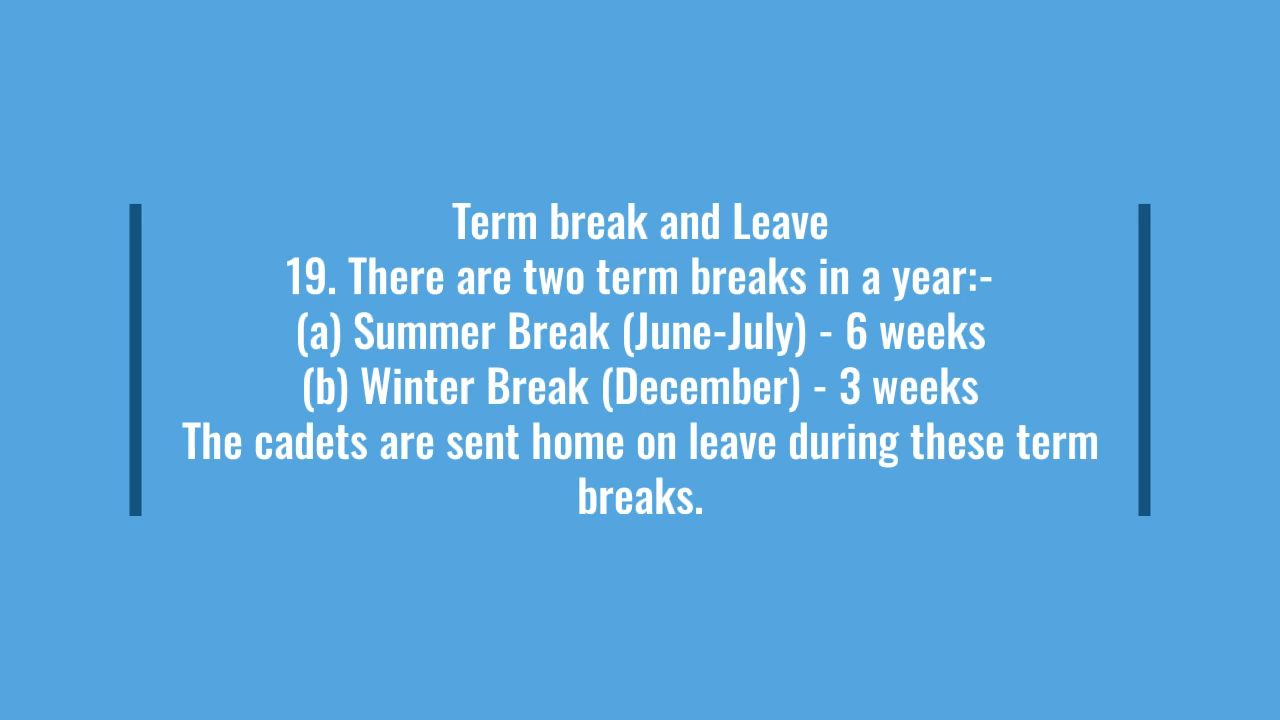 Term break and Leave
19. There are two term breaks in a year:-
(a) Summer Break (June-July) - 6 weeks
(b) Winter Break (December) - 3 weeks
The cadets are sent home on leave during these term
breaks.